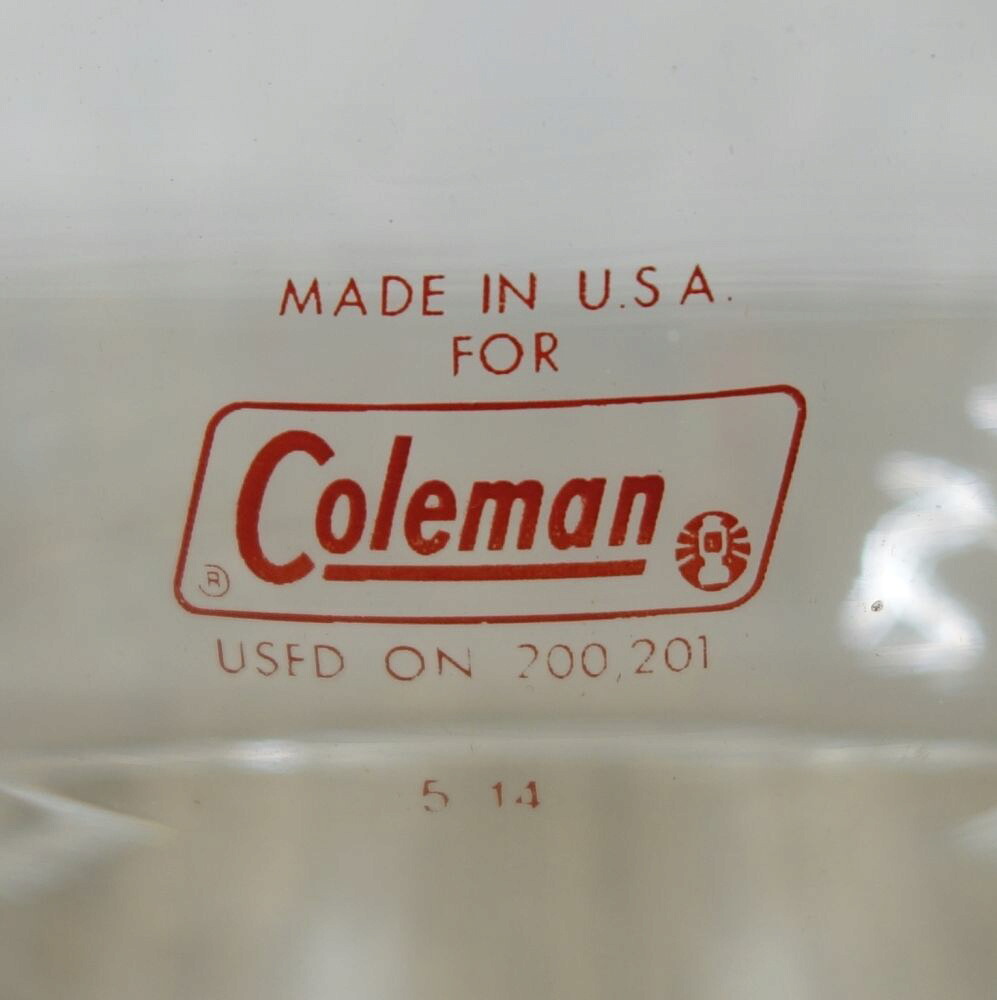 MADE IN U.S.A.
FOR
Coleman
®
USED ON 200,201
5 14